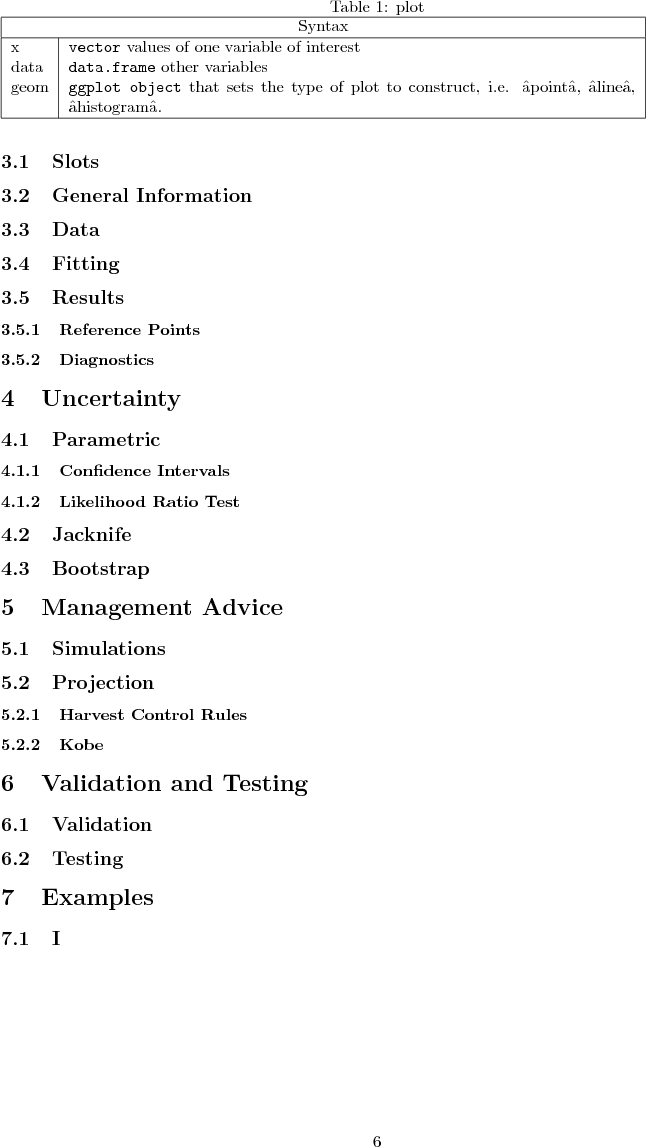 Table 1: plot
Syntax
x vector values of one variable of interest
data data.frame other variables
geom ggplot object that sets the type of plot to construct, i.e. âpointâ, âlineâ,
âhistogramâ.
3.1 Slots
3.2 General Information
3.3 Data
3.4 Fitting
3.5 Results
3.5.1 Reference Points
3.5.2 Diagnostics
4 Uncertainty
4.1 Parametric
4.1.1 Confidence Intervals
4.1.2 Likelihood Ratio Test
4.2 Jacknife
4.3 Bootstrap
5 Management Advice
5.1 Simulations
5.2 Projection
5.2.1 Harvest Control Rules
5.2.2 Kobe
6 Validation and Testing
6.1 Validation
6.2 Testing
7 Examples
7.1 I
6